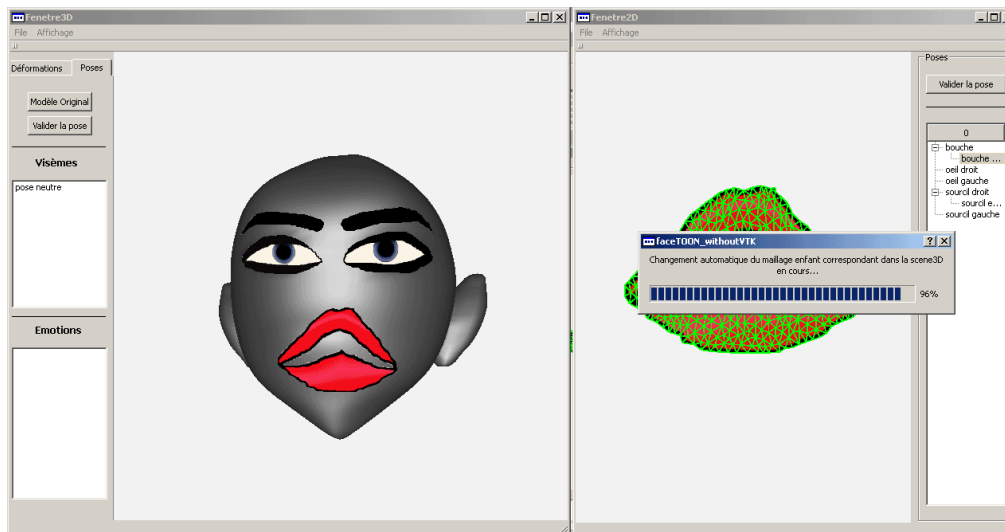 Fenetre3D
File Affichage
Déformations Poses
Modèle Original
Valider la pose
Visèmes
pose neutre
Emotions
Fenetre2D
File Affichage
Poses
Valider la pose
0
bouche
bouche ...
oeil droit
oeil gauche
sourcil droit
sourcil e...
sourcil gauche
faceTOON_withoutVTK
Changement automatique du maillage enfant correspondant dans la scene3D
en cours...
96%